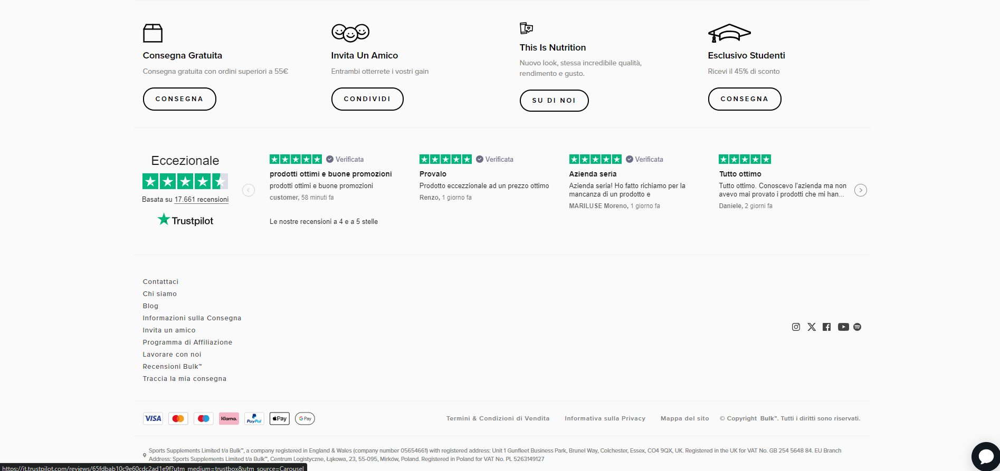 Consegna Gratuita
Consegna gratuita con ordini superiori a 55€
CONSEGNA
Invita Un Amico
Entrambi otterrete i vostri gain
CONDIVIDI
This Is Nutrition
Nuovo look, stessa incredibile qualità,
rendimento e gusto.
SU DI NOI
Esclusivo Studenti
Ricevi il 45% di sconto
CONSEGNA
Eccezionale
Basata su 17.661 recensioni
Trustpilot
Verificata
prodotti ottimi e buone promozioni
prodotti ottimi e buone promozioni
customer, 58 minuti fa
Verificata
Provalo
Prodotto eccezzionale ad un prezzo ottimo
Renzo, 1 giorno fa
Verificata
Azienda seria
Azienda seria! Ho fatto richiamo per la
mancanza di un prodotto e
MARILUSE Moreno, 1 giorno fa
Tutto ottimo
Tutto ottimo. Conoscevo l'azienda ma non
avevo mai provato i prodotti che mi han...
Daniele, 2 giorni fa
Le nostre recensioni a 4 e a 5 stelle
Contattaci
Chi siamo
Blog
Informazioni sulla Consegna
Invita un amico
Programma di Affiliazione
Lavorare con noi
Recensioni Bulk™
Traccia la mia consegna
VISA
Klarna.
PayPal
Pay
G Pay
Termini & Condizioni di Vendita
Informativa sulla Privacy
Mappa del sito
© Copyright Bulk™. Tutti i diritti sono riservati.
Sports Supplements Limited t/a Bulk™, a company registered in England & Wales (company number 05654661) with registered address: Unit 1 Gunfleet Business Park, Brunel Way, Colchester, Essex, CO4 9QX, UK. Registered in the UK for VAT No. GB 254 5648 84. EU Branch
Address: Sports Supplements Limited t/a Bulk™, Centrum Logistyczne, Łąkowa, 23, 55-095, Mirków, Poland. Registered in Poland for VAT No. PL 5263149127
https://it.trustpilot.com/reviews/65fdbab10c9e60cdc2ad1e9f?utm_medium=trustbox&utm_source=Carousel